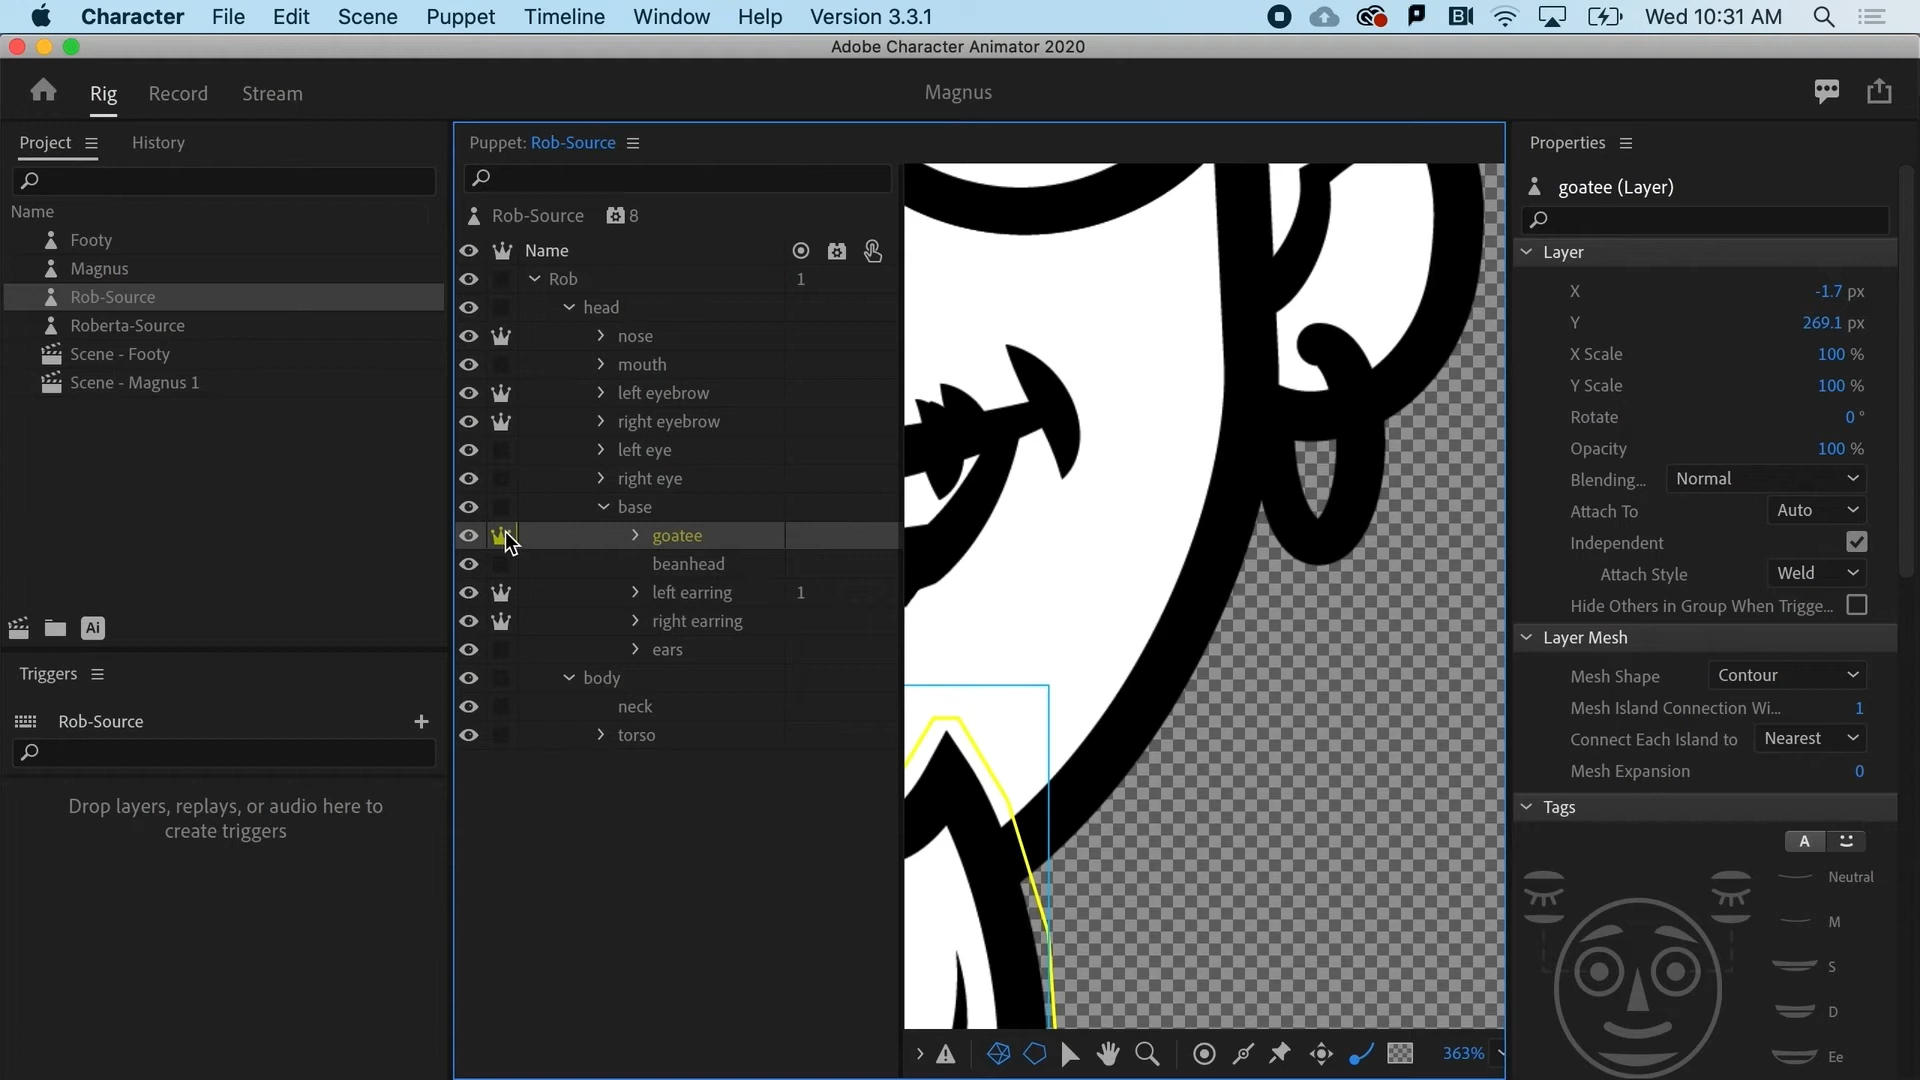 Character File Edit Scene Puppet Timeline Window Help Version 3.3.1 Wed 10:31 AM
Adobe Character Animator 2020
Rig Record Stream Magnus
Project History
Name
Footy
Magnus
Rob-Source
Roberta-Source
Scene - Footy
Scene - Magnus 1
Ai
Triggers
Rob-Source
Drop layers, replays, or audio here to
create triggers
Puppet: Rob-Source
Rob-Source 8
Name
Rob 1
head
nose
mouth
left eyebrow
right eyebrow
left eye
right eye
base
goatee
beanhead
left earring 1
right earring
ears
body
neck
torso
363%
Properties
goatee (Layer)
Layer
X -1.7 px
Y 269.1 px
X Scale 100 %
Y Scale 100 %
Rotate 0 °
Opacity 100 %
Blending... Normal
Attach To Auto
Independent
Attach Style Weld
Hide Others in Group When Trigge...
Layer Mesh
Mesh Shape Contour
Mesh Island Connection Wi... 1
Connect Each Island to Nearest
Mesh Expansion 0
Tags
A
Neutral
M
S
D
Ee